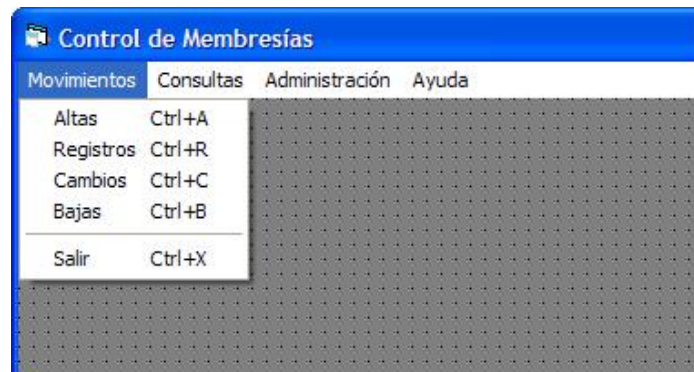 Control de Membresías
Movimientos Consultas Administración Ayuda
Altas Ctrl+A
Registros Ctrl+R
Cambios Ctrl+C
Bajas Ctrl+B
Salir Ctrl+X